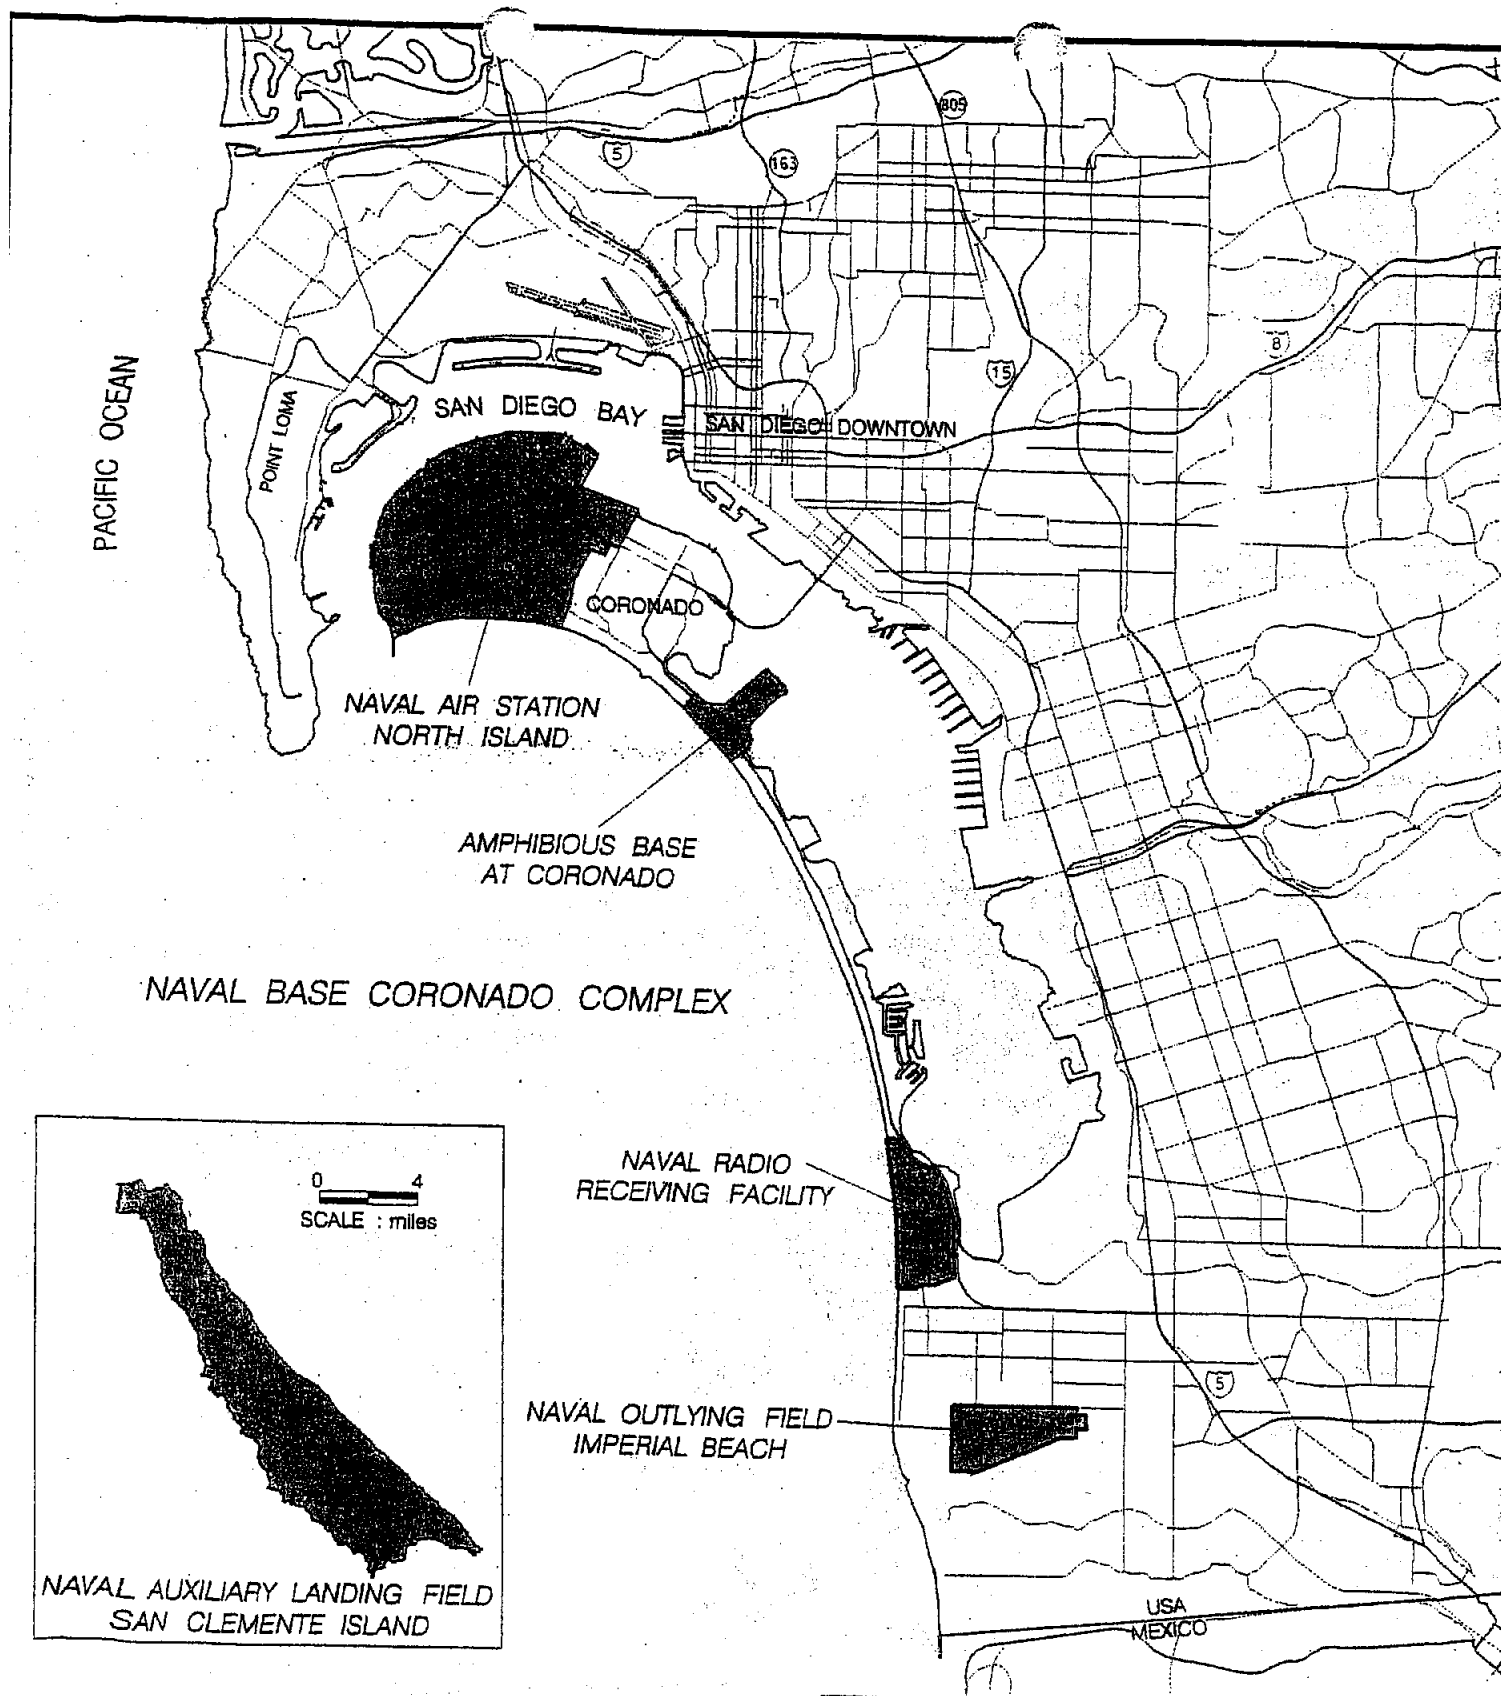 805
5
163
PACIFIC OCEAN
POINT LOMA
SAN DIEGO BAY
SAN DIEGO DOWNTOWN
15
8
CORONADO
NAVAL AIR STATION
NORTH ISLAND
AMPHIBIOUS BASE
AT CORONADO
NAVAL BASE CORONADO COMPLEX
NAVAL RADIO
RECEIVING FACILITY
0 4
SCALE : miles
NAVAL OUTLYING FIELD
IMPERIAL BEACH
5
NAVAL AUXILIARY LANDING FIELD
SAN CLEMENTE ISLAND
USA
MEXICO